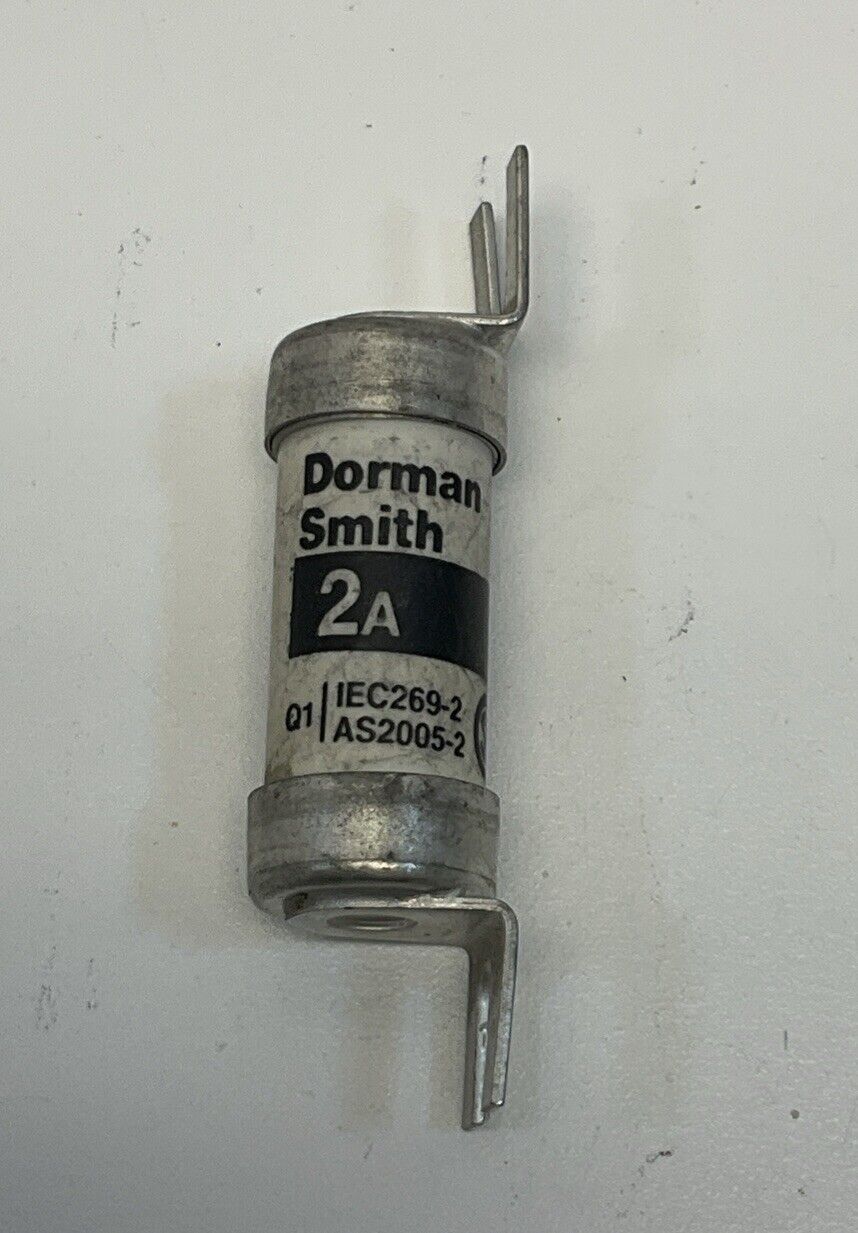 Dorman
Smith
2A
Q1 IEC269-2
AS2005-2